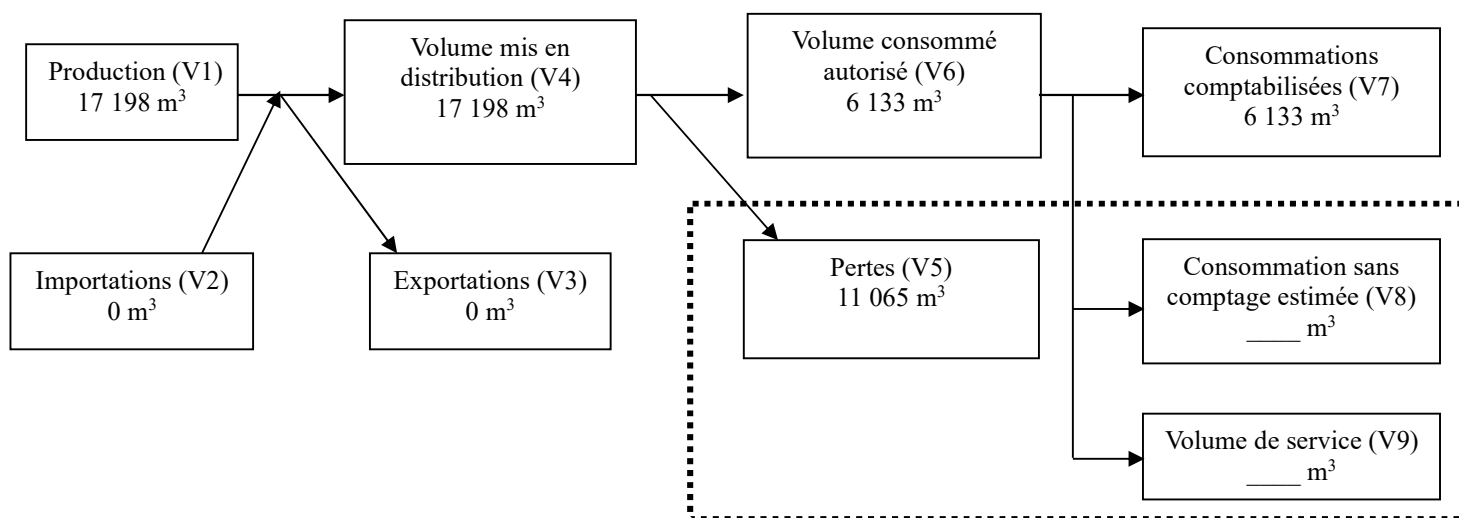 Production (V1)
17 198 m³
Volume mis en
distribution (V4)
17 198 m³
Volume consommé
autorisé (V6)
6 133 m³
Consommations
comptabilisées (V7)
6 133 m³
Importations (V2)
0 m³
Exportations (V3)
0 m³
Pertes (V5)
11 065 m³
Consommation sans
comptage estimée (V8)
____ m³
Volume de service (V9)
____ m³